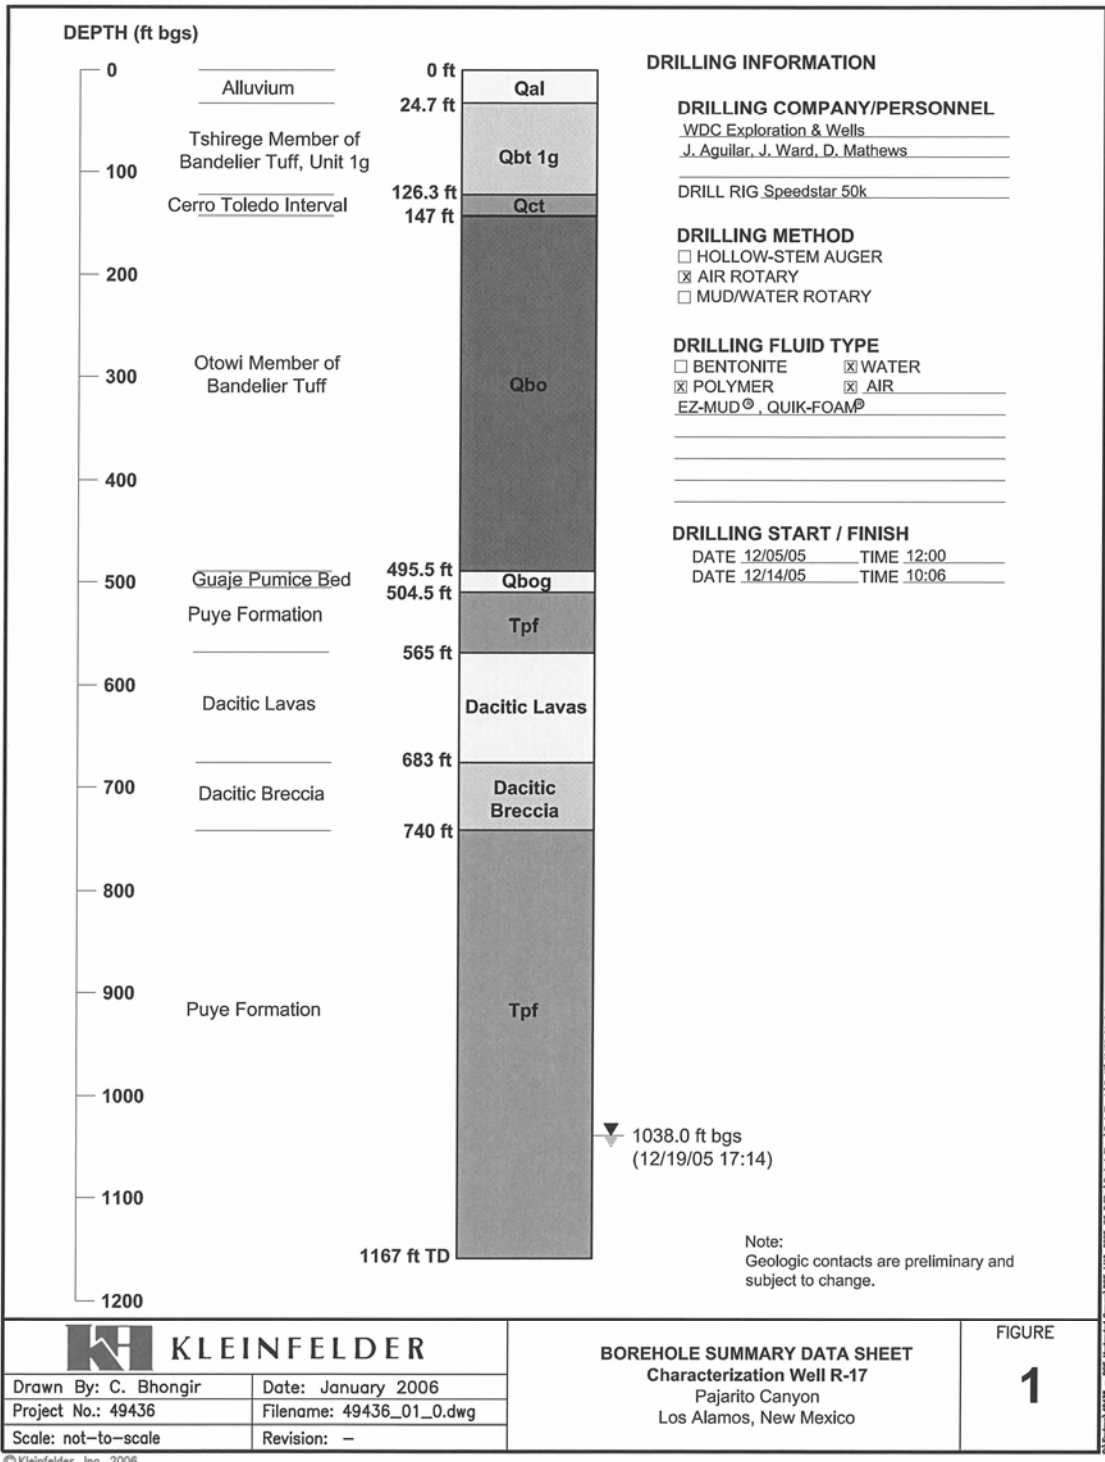 DEPTH (ft bgs)
0
100
200
300
400
500
600
700
800
900
1000
1100
1200
Alluvium
Tshirege Member of
Bandelier Tuff, Unit 1g
Cerro Toledo Interval
Otowi Member of
Bandelier Tuff
Guaje Pumice Bed
Puye Formation
Dacitic Lavas
Dacitic Breccia
Puye Formation
0 ft
24.7 ft
126.3 ft
147 ft
495.5 ft
504.5 ft
565 ft
683 ft
740 ft
1167 ft TD
Qal
Qbt 1g
Qct
Qbo
Qbog
Tpf
Dacitic Lavas
Dacitic
Breccia
Tpf
1038.0 ft bgs
(12/19/05 17:14)
DRILLING INFORMATION
DRILLING COMPANY/PERSONNEL
WDC Exploration & Wells
J. Aguilar, J. Ward, D. Mathews
DRILL RIG Speedstar 50k
DRILLING METHOD
☐ HOLLOW-STEM AUGER
☒ AIR ROTARY
☐ MUD/WATER ROTARY
DRILLING FLUID TYPE
☐ BENTONITE ☒ WATER
☒ POLYMER ☒ AIR
EZ-MUD®, QUIK-FOAM®
DRILLING START / FINISH
DATE 12/05/05 TIME 12:00
DATE 12/14/05 TIME 10:06
Note:
Geologic contacts are preliminary and
subject to change.
KLEINFELDER
Drawn By: C. Bhongir Date: January 2006
Project No.: 49436 Filename: 49436_01_0.dwg
Scale: not-to-scale Revision: –
BOREHOLE SUMMARY DATA SHEET
Characterization Well R-17
Pajarito Canyon
Los Alamos, New Mexico
FIGURE
1
© Kleinfelder, Inc. 2006